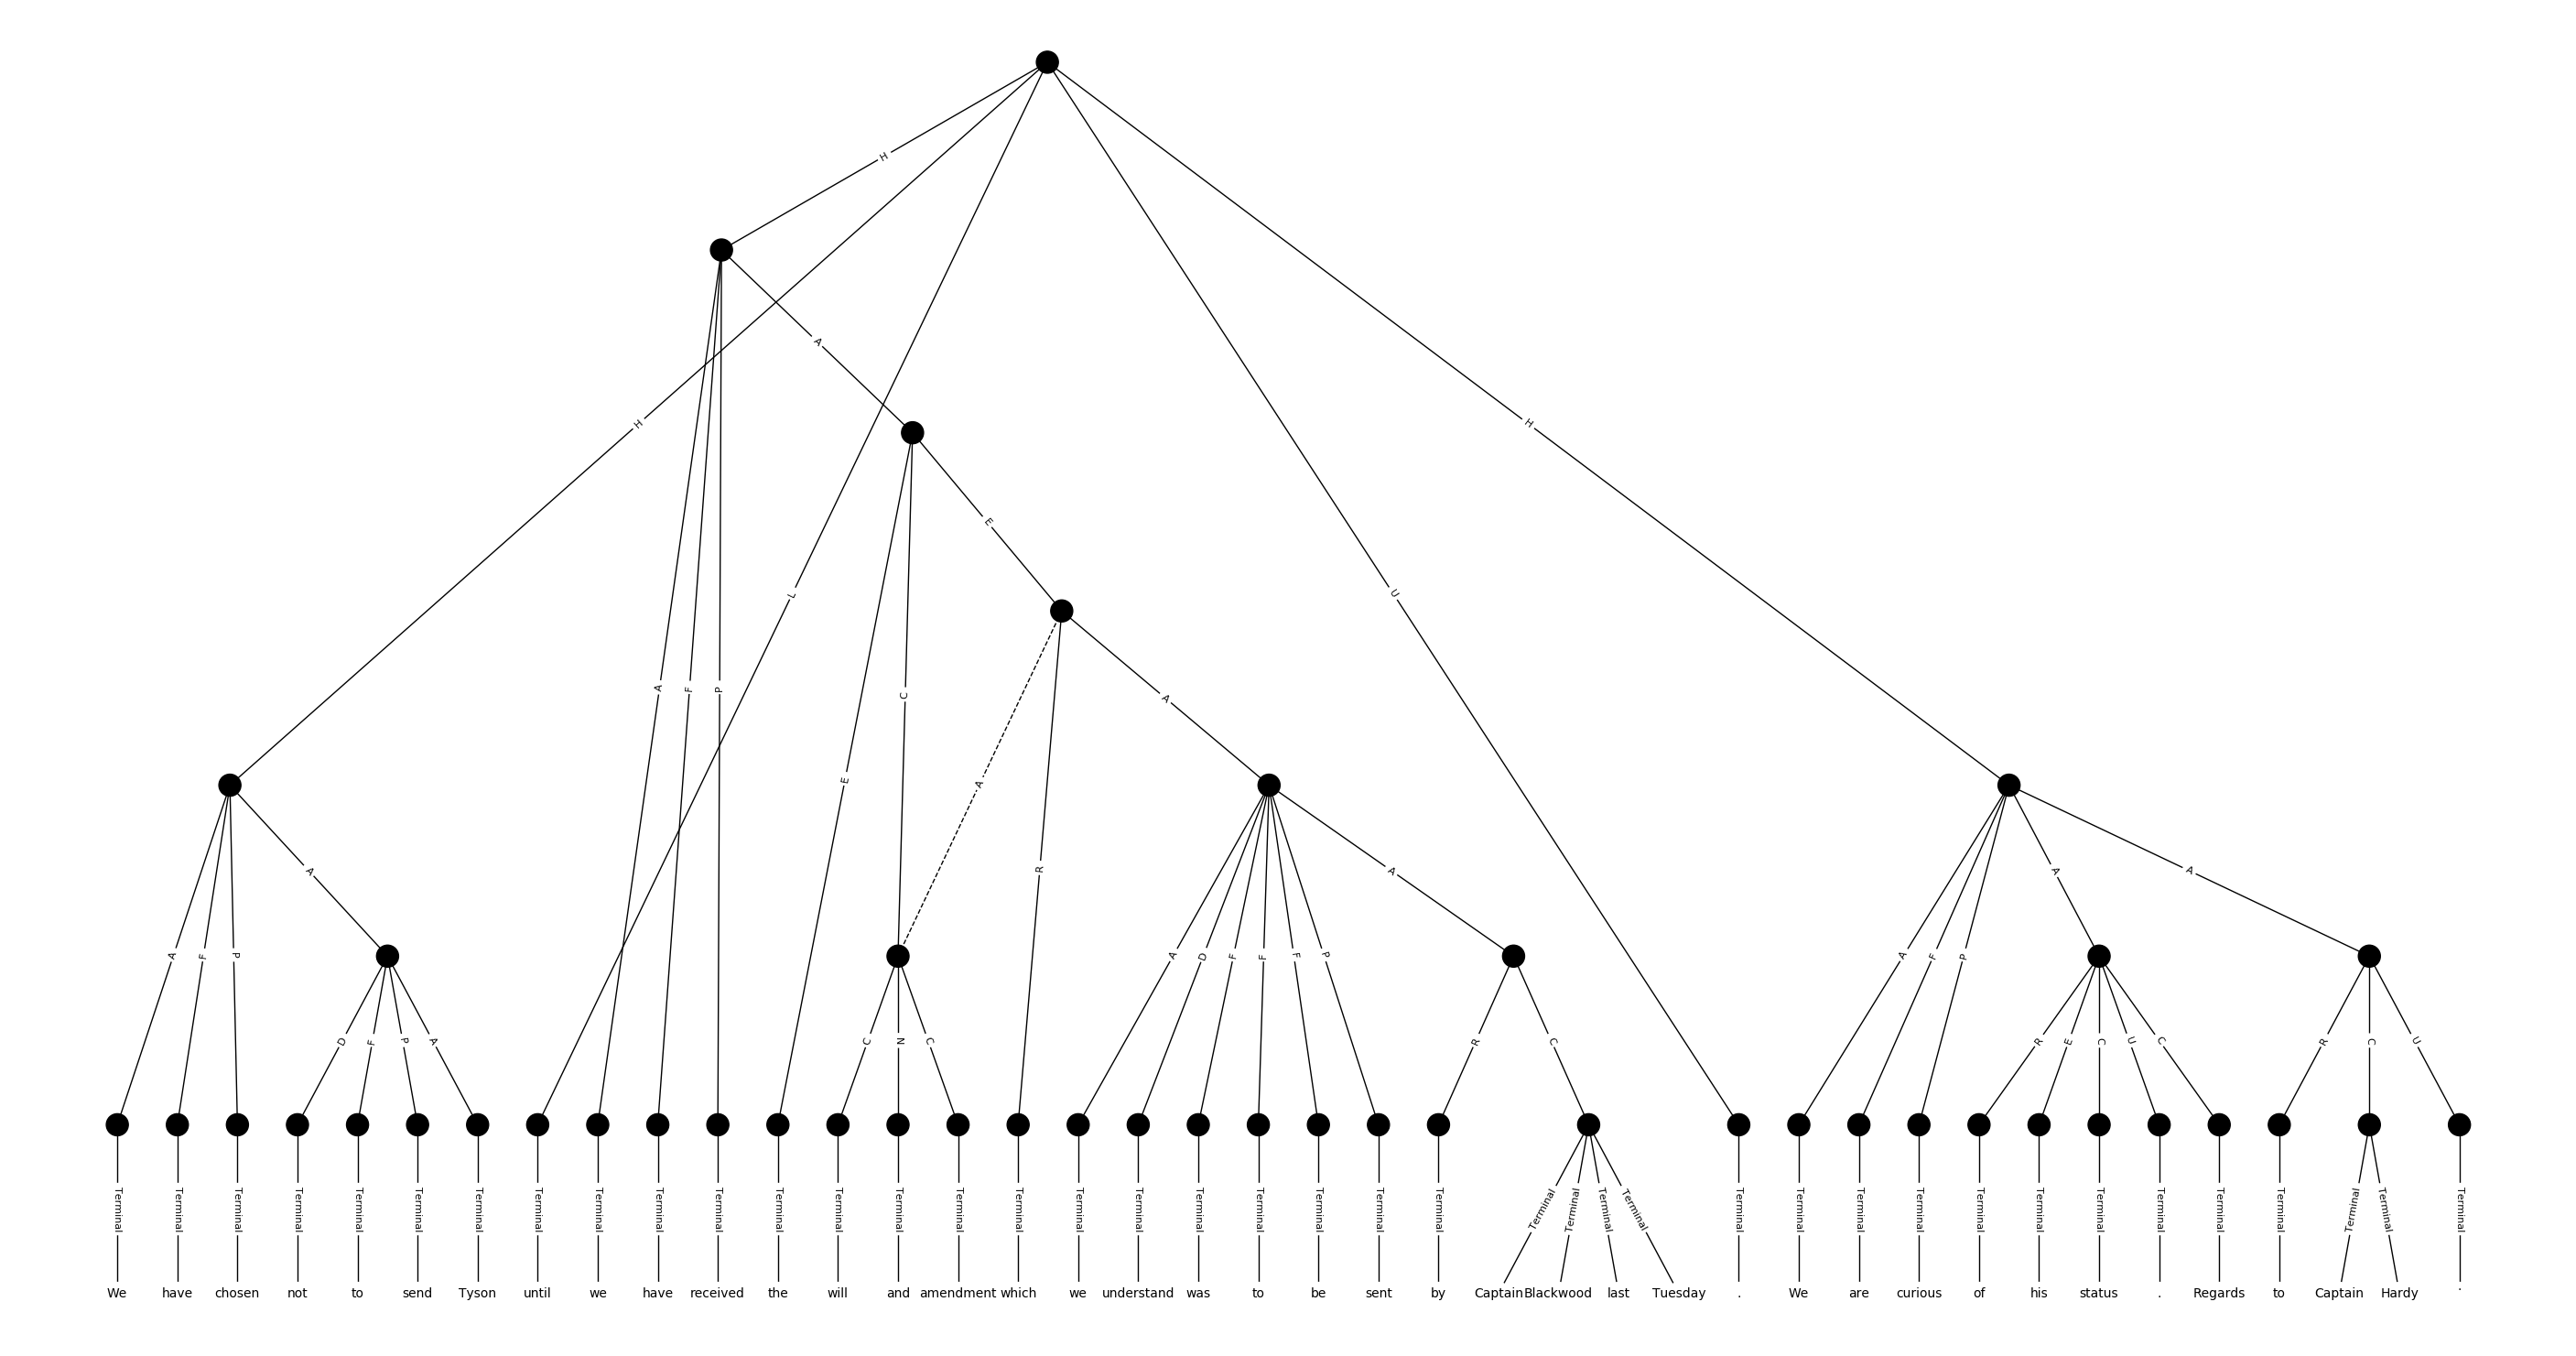 H
H
A
H
E
L
U
A
F
P
C
A
E
A
A
R
A
A
A
A
F
P
A
D
F
F
F
P
A
F
P
D
F
P
A
C
N
C
R
C
R
E
C
U
C
R
C
U
Terminal Terminal Terminal Terminal Terminal Terminal Terminal Terminal Terminal Terminal Terminal Terminal Terminal Terminal Terminal Terminal Terminal Terminal Terminal Terminal Terminal Terminal Terminal Terminal Terminal Terminal Terminal Terminal Terminal Terminal Terminal Terminal Terminal Terminal Terminal Terminal Terminal Terminal Terminal Terminal
We have chosen not to send Tyson until we have received the will and amendment which we understand was to be sent by Captain Blackwood last Tuesday . We are curious of his status . Regards to Captain Hardy .